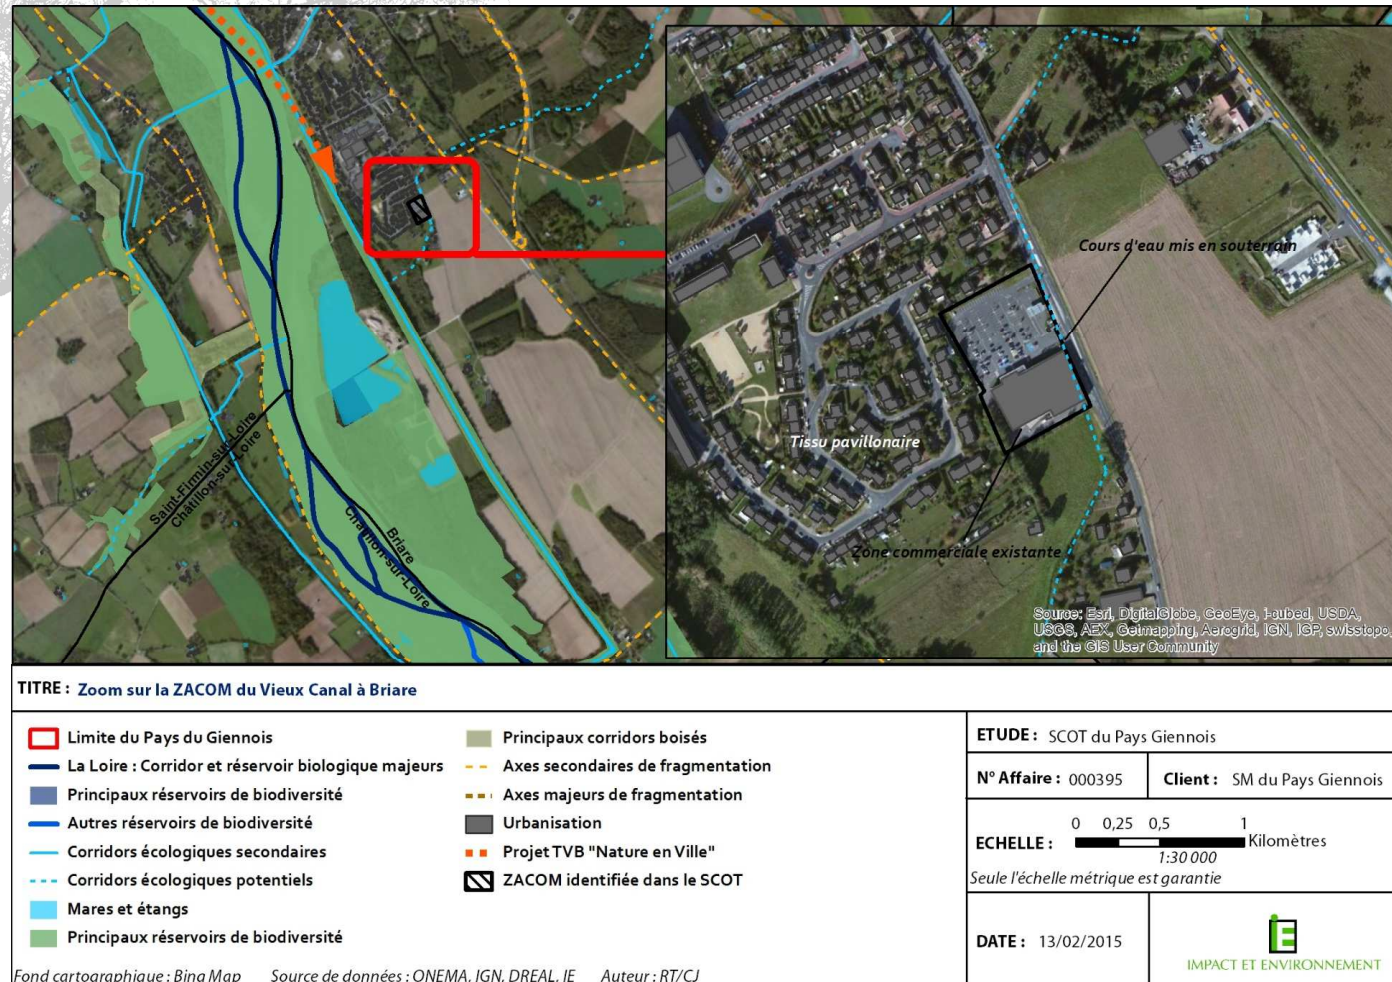 Cours d'eau mis en souterrain
Tissu pavillonaire
Zone commerciale existante
Saint-Firmin-sur-Loire
Châtillon-sur-Loire
Briare
Châtillon-sur-Loire
Source: Esri, DigitalGlobe, GeoEye, i-cubed, USDA,
USGS, AEX, Getmapping, Aerogrid, IGN, IGP, swisstopo,
and the GIS User Community
TITRE : Zoom sur la ZACOM du Vieux Canal à Briare
Limite du Pays du Giennois
La Loire : Corridor et réservoir biologique majeurs
Principaux réservoirs de biodiversité
Autres réservoirs de biodiversité
Corridors écologiques secondaires
Corridors écologiques potentiels
Mares et étangs
Principaux réservoirs de biodiversité
Principaux corridors boisés
Axes secondaires de fragmentation
Axes majeurs de fragmentation
Urbanisation
Projet TVB "Nature en Ville"
ZACOM identifiée dans le SCOT
Fond cartographique : Bing Map Source de données : ONEMA, IGN, DREAL, IE Auteur : RT/CJ
ETUDE : SCOT du Pays Giennois
N° Affaire : 000395 Client : SM du Pays Giennois
ECHELLE : 0 0,25 0,5 1 Kilomètres
1:30 000
Seule l'échelle métrique est garantie
DATE : 13/02/2015
iE
IMPACT ET ENVIRONNEMENT